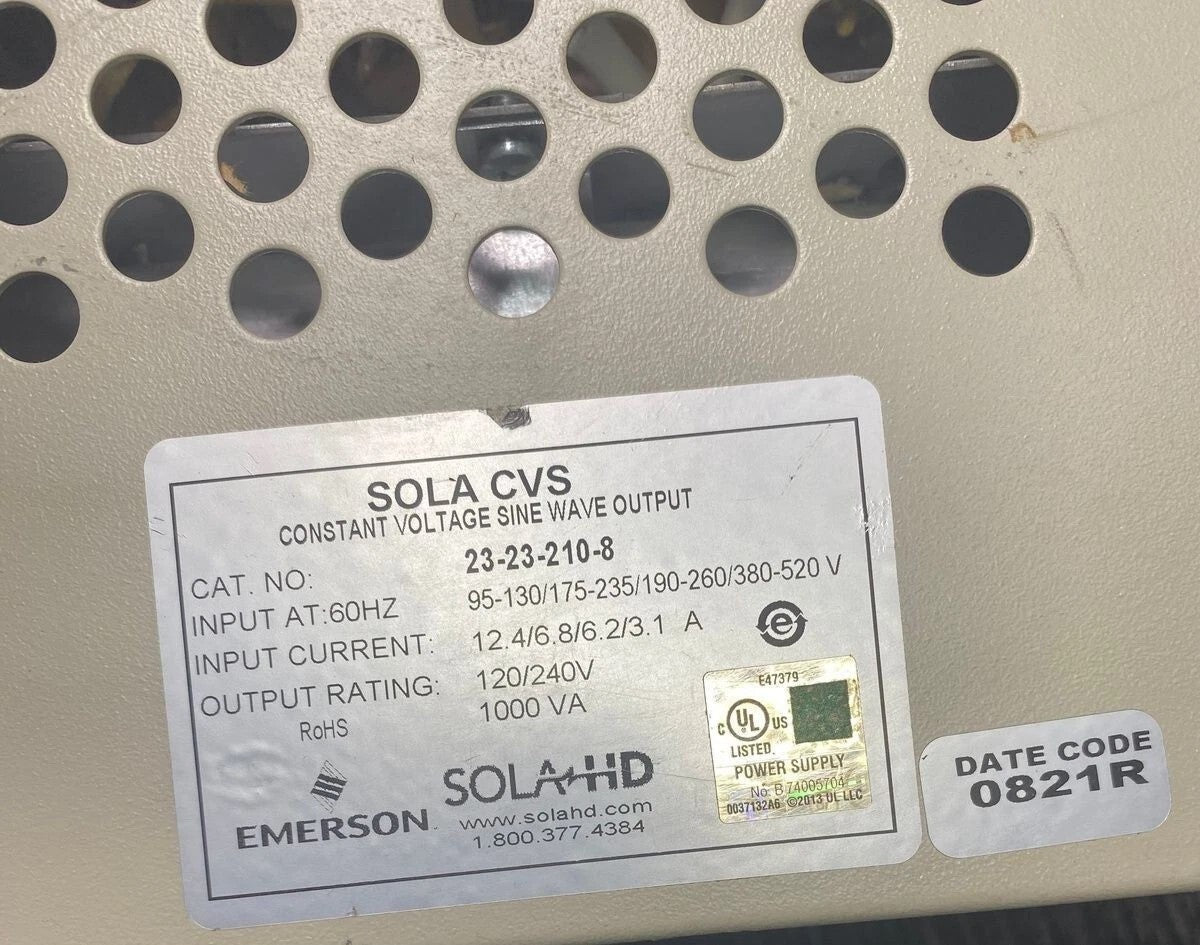 SOLA CVS
CONSTANT VOLTAGE SINE WAVE OUTPUT
CAT. NO: 23-23-210-8
INPUT AT:60HZ 95-130/175-235/190-260/380-520 V
INPUT CURRENT: 12.4/6.8/6.2/3.1 A
OUTPUT RATING: 120/240V
1000 VA
RoHS
e
E47379
C UL US
LISTED
POWER SUPPLY
No. B 74005704
0037132A6 ©2013 UL LLC
EMERSON
SOLA HD
www.solahd.com
1.800.377.4384
DATE CODE
0821R